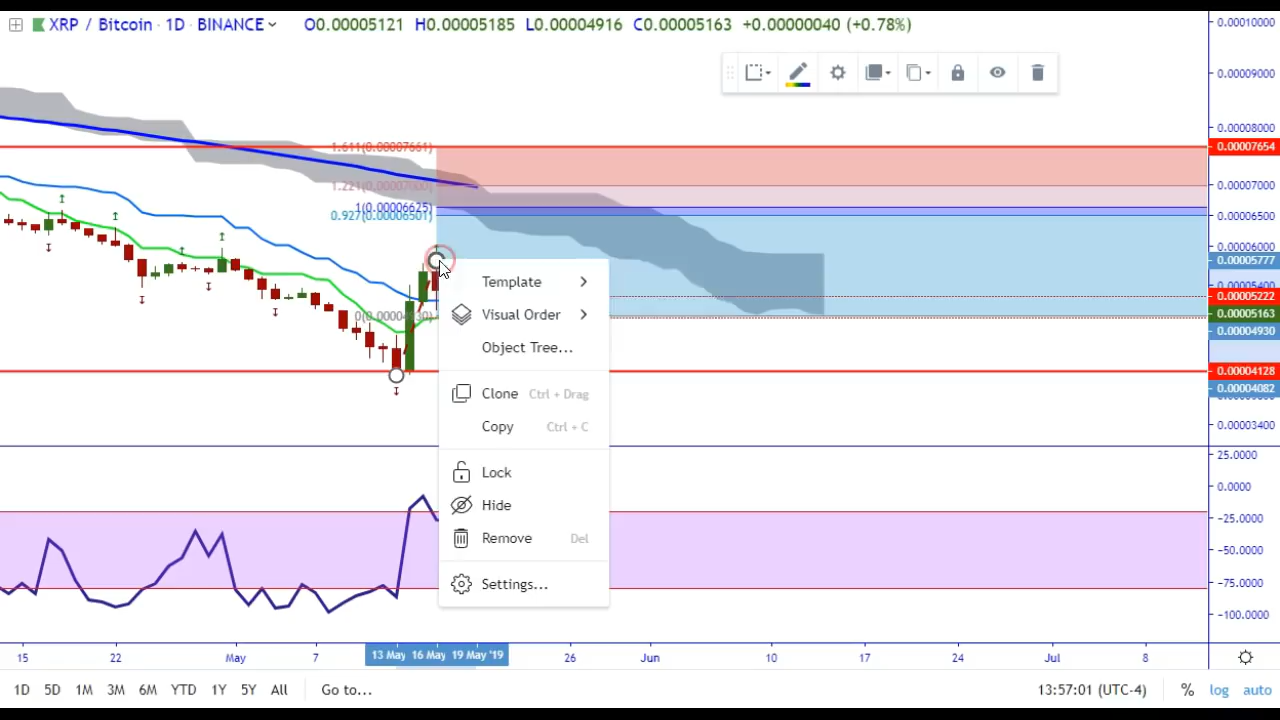 XRP / Bitcoin · 1D · BINANCE O0.00005121 H0.00005185 L0.00004916 C0.00005163 +0.00000040 (+0.78%)
0.00010000
0.00009000
0.00008000
1.611(0.00007661)
0.00007654
1.221(0.00007000)
0.00007000
1(0.00006625)
0.927(0.00006501)
0.00006500
0.00006000
0.00005777
0.00005400
0.00005222
0.00005163
0.00004930
0.00004128
0.00004082
0.00003400
Template
Visual Order
Object Tree...
Clone Ctrl + Drag
Copy Ctrl + C
Lock
Hide
Remove Del
Settings...
25.0000
0.0000
-25.0000
-50.0000
-75.0000
-100.0000
15 22 May 7 13 May 16 May 19 May '19 26 Jun 10 17 24 Jul 8
1D 5D 1M 3M 6M YTD 1Y 5Y All Go to... 13:57:01 (UTC-4) % log auto